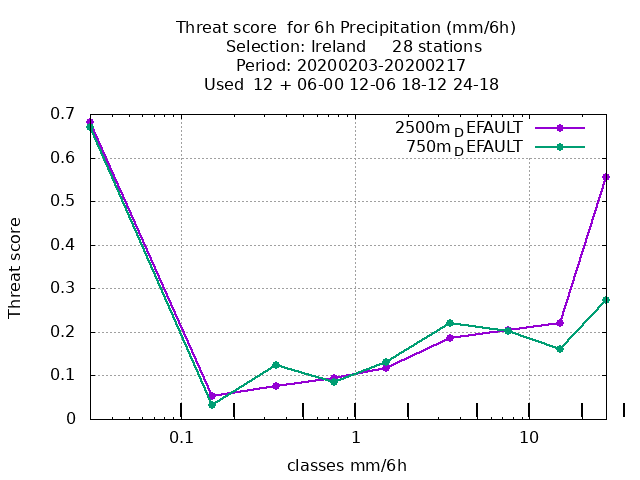 Threat score  for 6h Precipitation (mm/6h)
Selection: Ireland     28 stations
Period: 20200203-20200217
Used  12 + 06-00 12-06 18-12 24-18
2500m_DEFAULT
750m_DEFAULT
0.7
0.6
0.5
0.4
0.3
0.2
0.1
0
Threat score
0.1 1 10
classes mm/6h